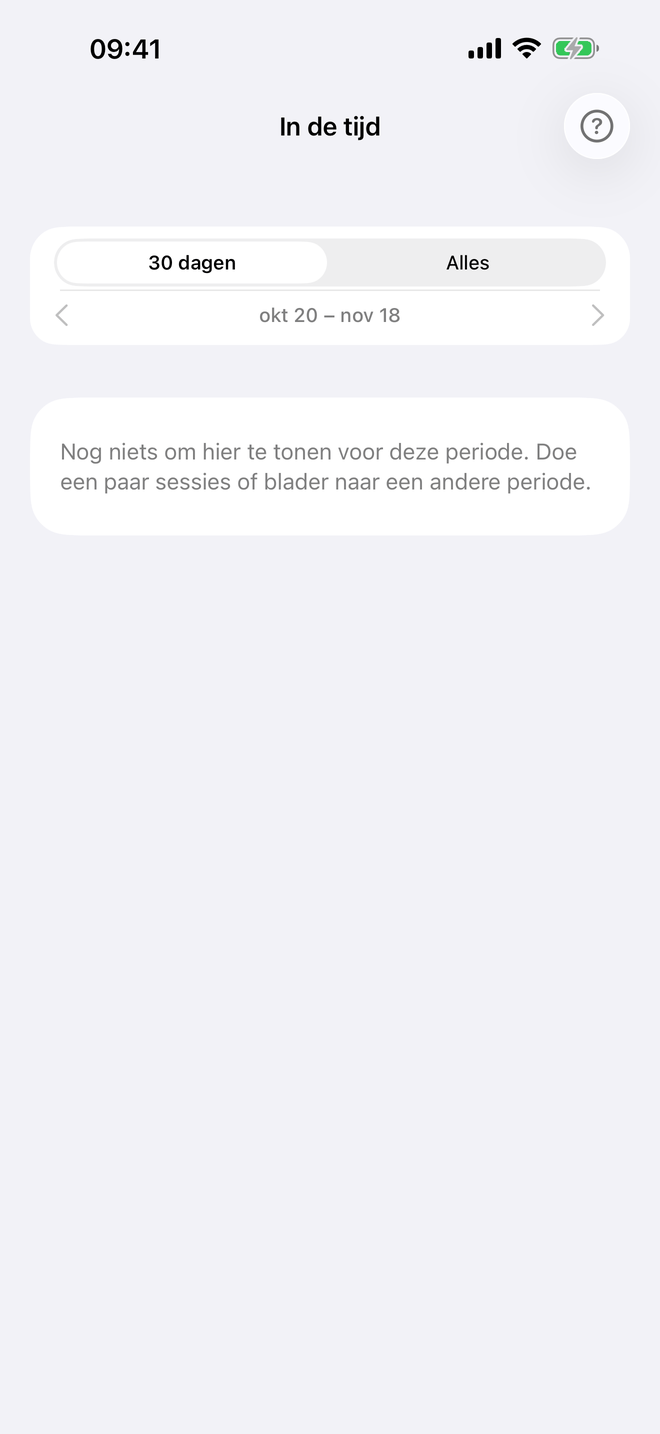 09:41
In de tijd
?
30 dagen
Alles
okt 20 – nov 18
Nog niets om hier te tonen voor deze periode. Doe
een paar sessies of blader naar een andere periode.